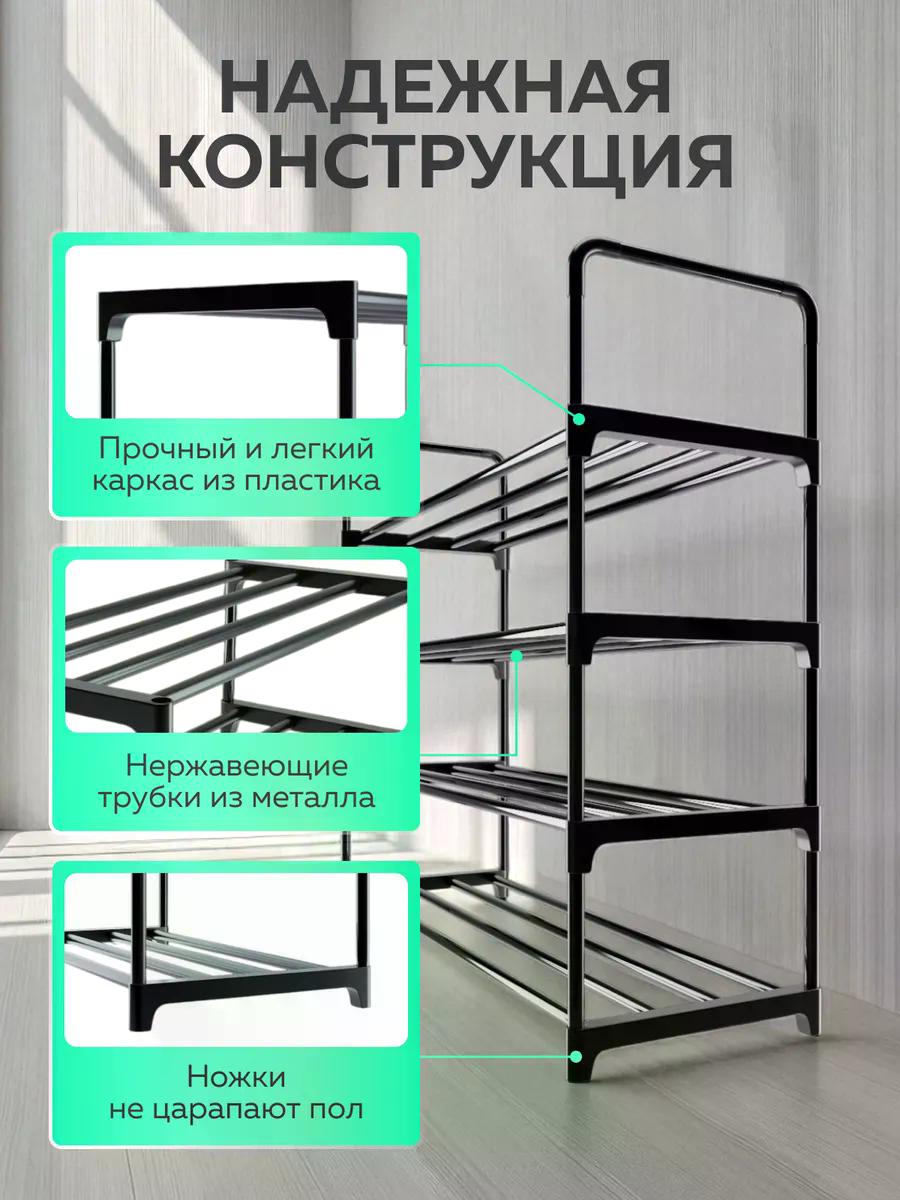 НАДЕЖНАЯ
КОНСТРУКЦИЯ
Прочный и легкий
каркас из пластика
Нержавеющие
трубки из металла
Ножки
не царапают пол